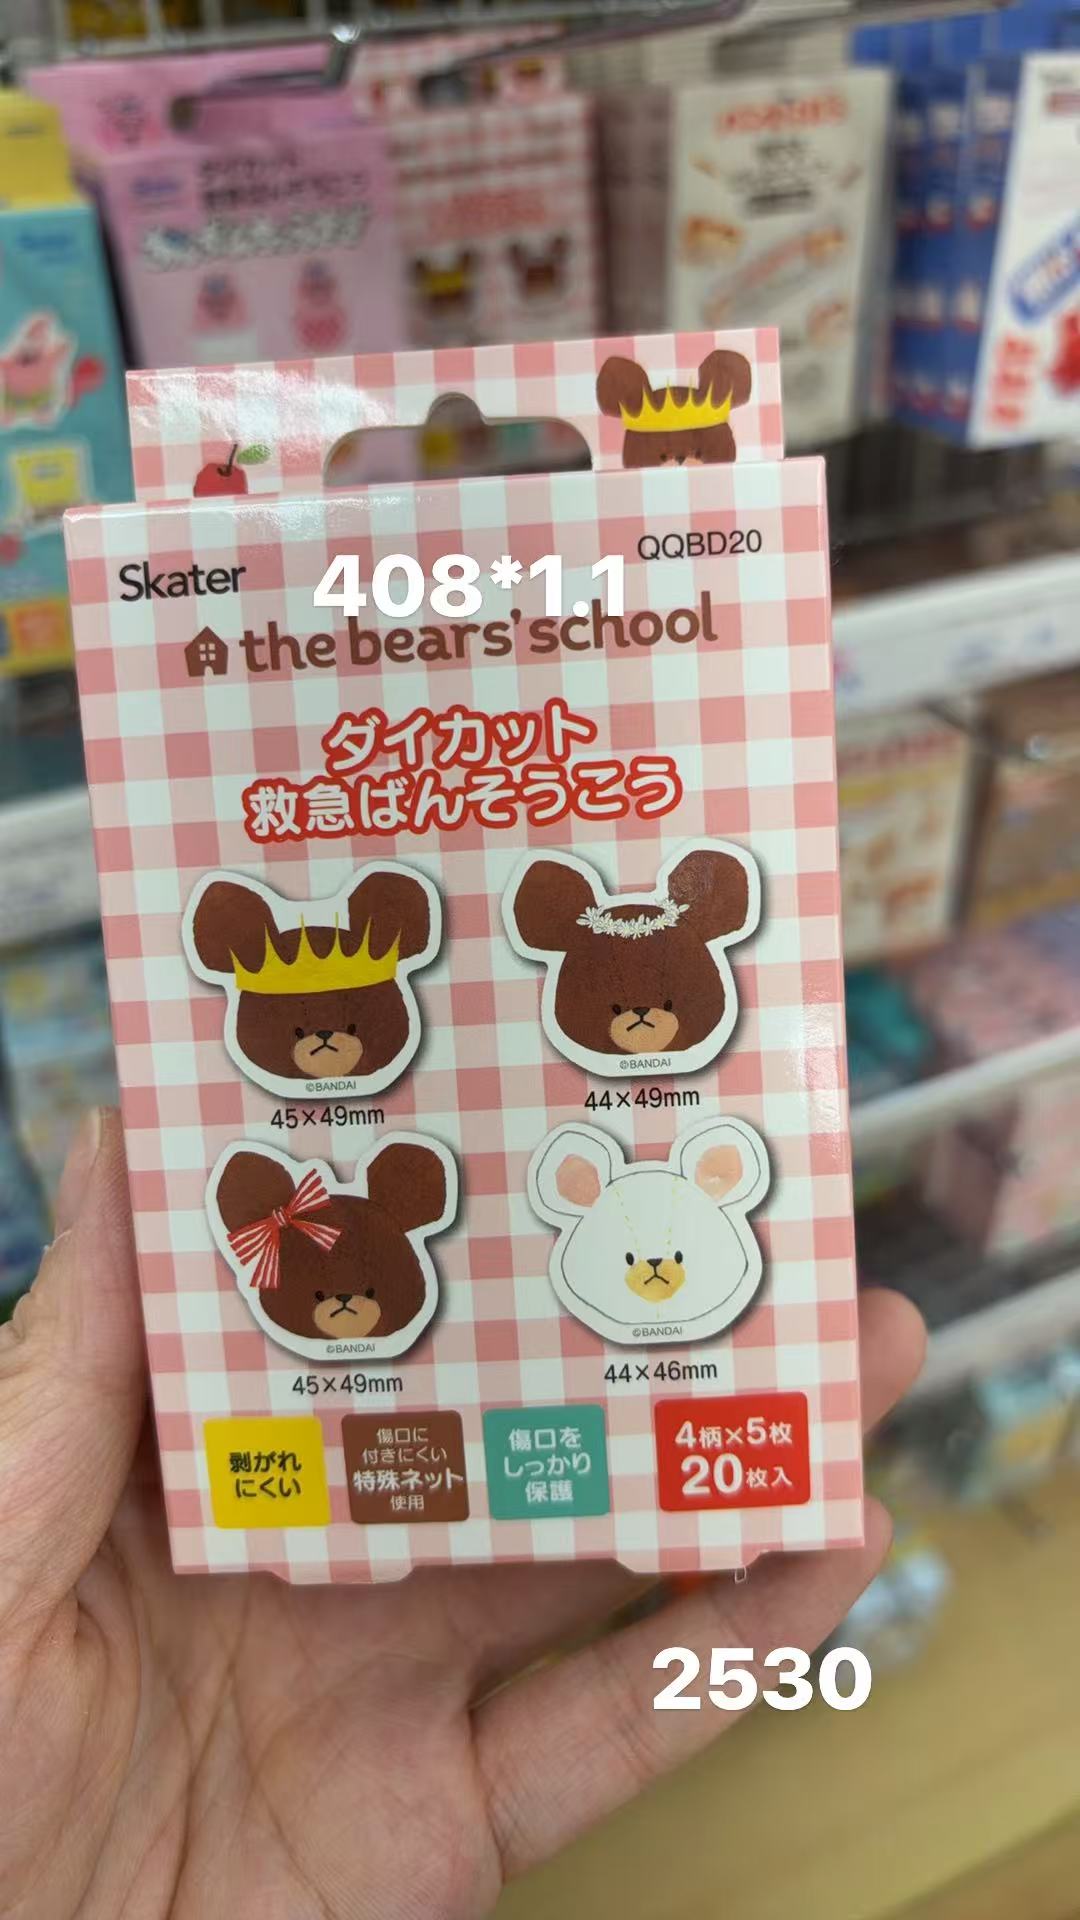 Skater
QQBD20
408*1.1
the bears' school
ダイカット
救急ばんそうこう
©BANDAI
©BANDAI
45×49mm
44×49mm
©BANDAI
©BANDAI
45×49mm
44×46mm
剥がれ
にくい
傷口に
付きにくい
特殊ネット
使用
傷口を
しっかり
保護
4柄×5枚
20枚入
2530